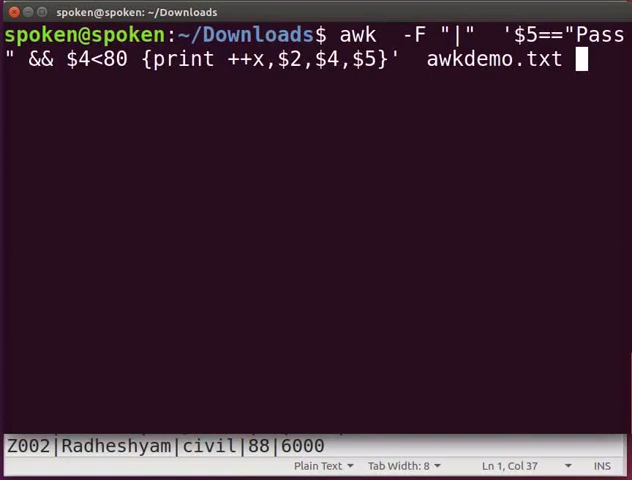 spoken@spoken: ~/Downloads
spoken@spoken:~/Downloads$ awk  -F "|"  '$5=="Pass
" && $4<80 {print ++x,$2,$4,$5}'  awkdemo.txt
Z002|Radheshyam|civil|88|6000
Plain Text Tab Width: 8 Ln 1, Col 37 INS